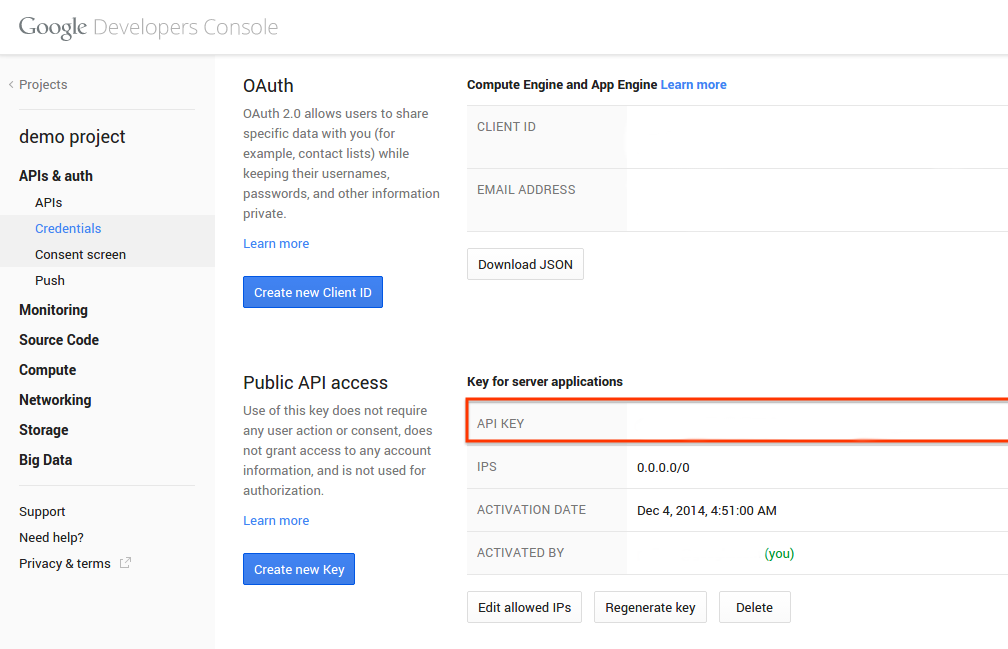 Google Developers Console
Projects
demo project
APIs & auth
APIs
Credentials
Consent screen
Push
Monitoring
Source Code
Compute
Networking
Storage
Big Data
Support
Need help?
Privacy & terms
OAuth
OAuth 2.0 allows users to share
specific data with you (for
example, contact lists) while
keeping their usernames,
passwords, and other information
private.
Learn more
Create new Client ID
Compute Engine and App Engine Learn more
CLIENT ID
EMAIL ADDRESS
Download JSON
Public API access
Use of this key does not require
any user action or consent, does
not grant access to any account
information, and is not used for
authorization.
Learn more
Create new Key
Key for server applications
API KEY
IPS 0.0.0.0/0
ACTIVATION DATE Dec 4, 2014, 4:51:00 AM
ACTIVATED BY (you)
Edit allowed IPs Regenerate key Delete